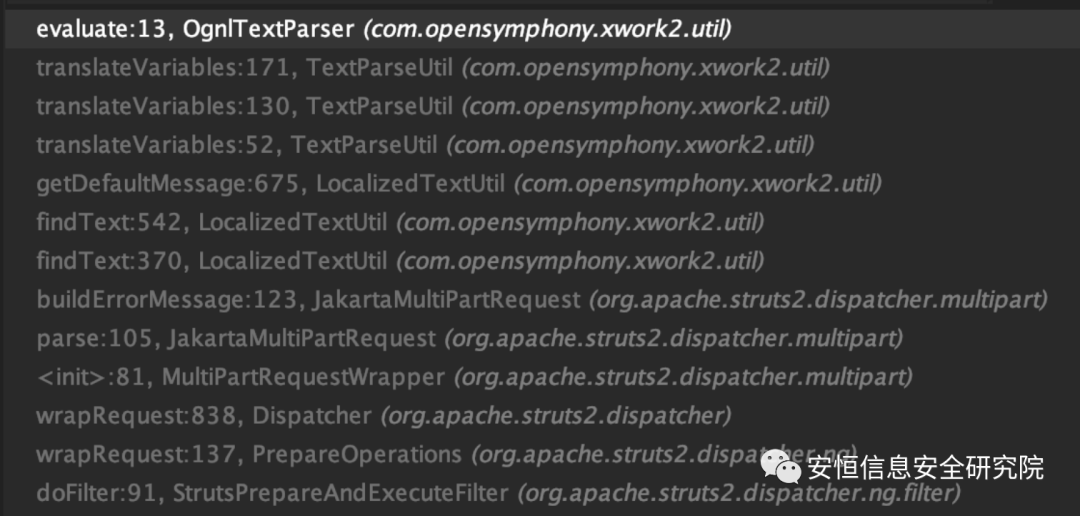 evaluate:13, OgnlTextParser (com.opensymphony.xwork2.util)
translateVariables:171, TextParseUtil (com.opensymphony.xwork2.util)
translateVariables:130, TextParseUtil (com.opensymphony.xwork2.util)
translateVariables:52, TextParseUtil (com.opensymphony.xwork2.util)
getDefaultMessage:675, LocalizedTextUtil (com.opensymphony.xwork2.util)
findText:542, LocalizedTextUtil (com.opensymphony.xwork2.util)
findText:370, LocalizedTextUtil (com.opensymphony.xwork2.util)
buildErrorMessage:123, JakartaMultiPartRequest (org.apache.struts2.dispatcher.multipart)
parse:105, JakartaMultiPartRequest (org.apache.struts2.dispatcher.multipart)
<init>:81, MultiPartRequestWrapper (org.apache.struts2.dispatcher.multipart)
wrapRequest:838, Dispatcher (org.apache.struts2.dispatcher)
wrapRequest:137, PrepareOperations (org.apache.struts2.dispatcher.ng)
安恒信息安全研究院
doFilter:91, StrutsPrepareAndExecuteFilter (org.apache.struts2.dispatcher.ng.filter)